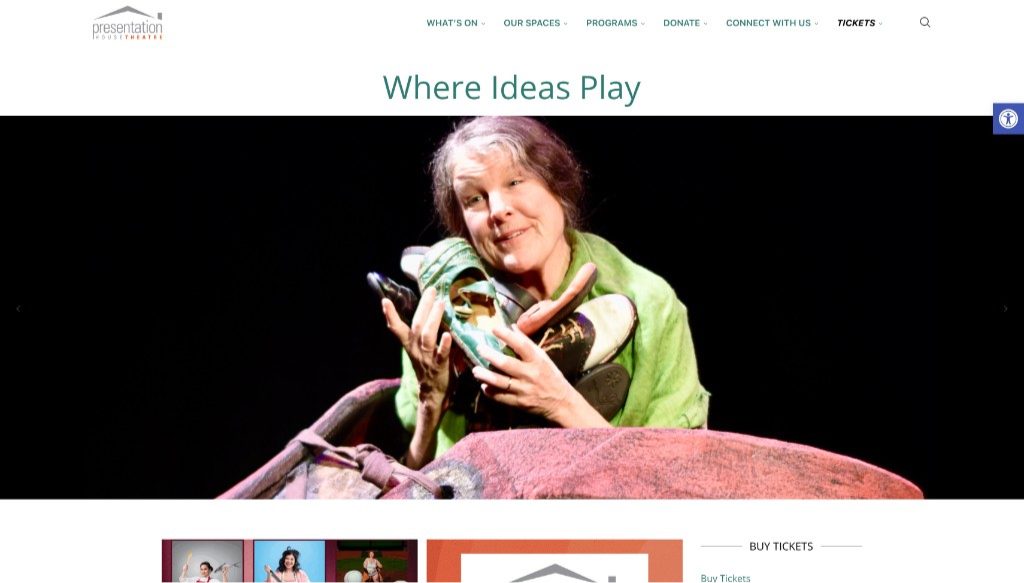 presentation
HOUSE THEATRE
WHAT'S ON
OUR SPACES
PROGRAMS
DONATE
CONNECT WITH US
TICKETS
Where Ideas Play
BUY TICKETS
Buy Tickets